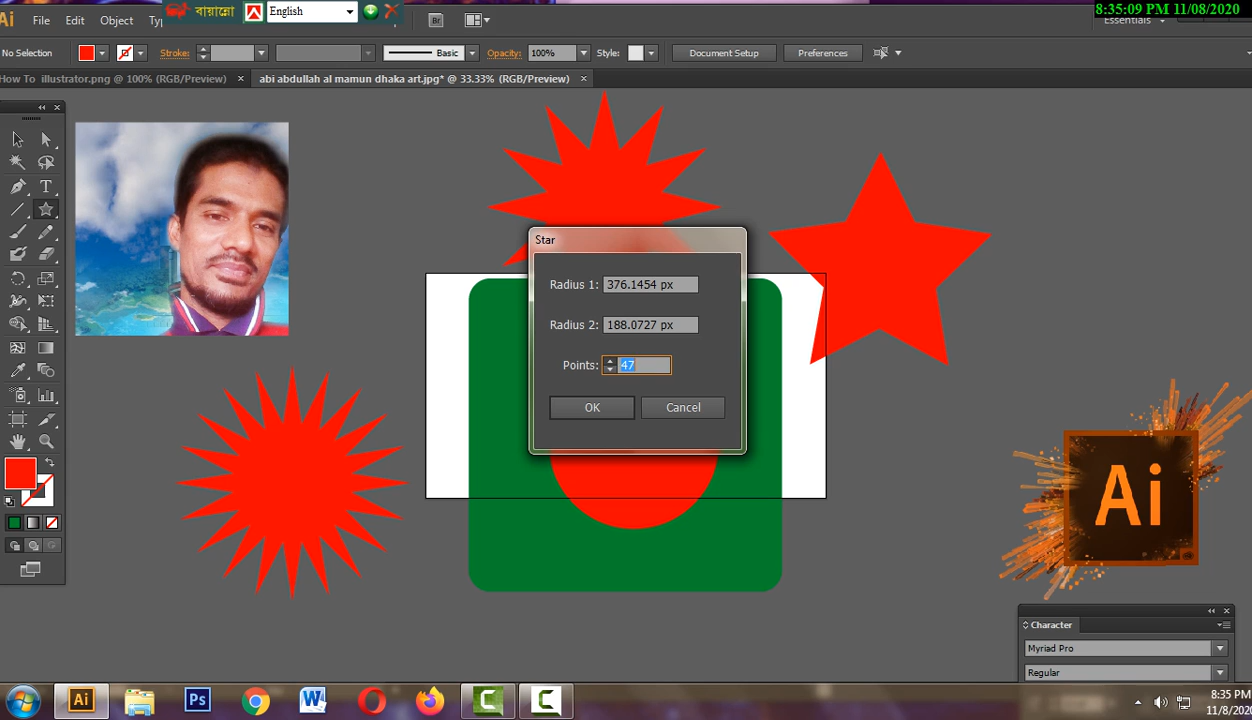 8:35:09 PM 11/08/2020
বায়ান্নো English
Ai File Edit Object Br Essentials
No Selection Stroke: Basic Opacity: 100% Style: Document Setup Preferences
How To illustrator.png @ 100% (RGB/Preview) abi abdullah al mamun dhaka art.jpg* @ 33.33% (RGB/Preview)
Star
Radius 1: 376.1454 px
Radius 2: 188.0727 px
Points: 47
OK Cancel
Ai
Character
Myriad Pro
Regular
Ai Ps W C C
8:35 PM
11/8/2020